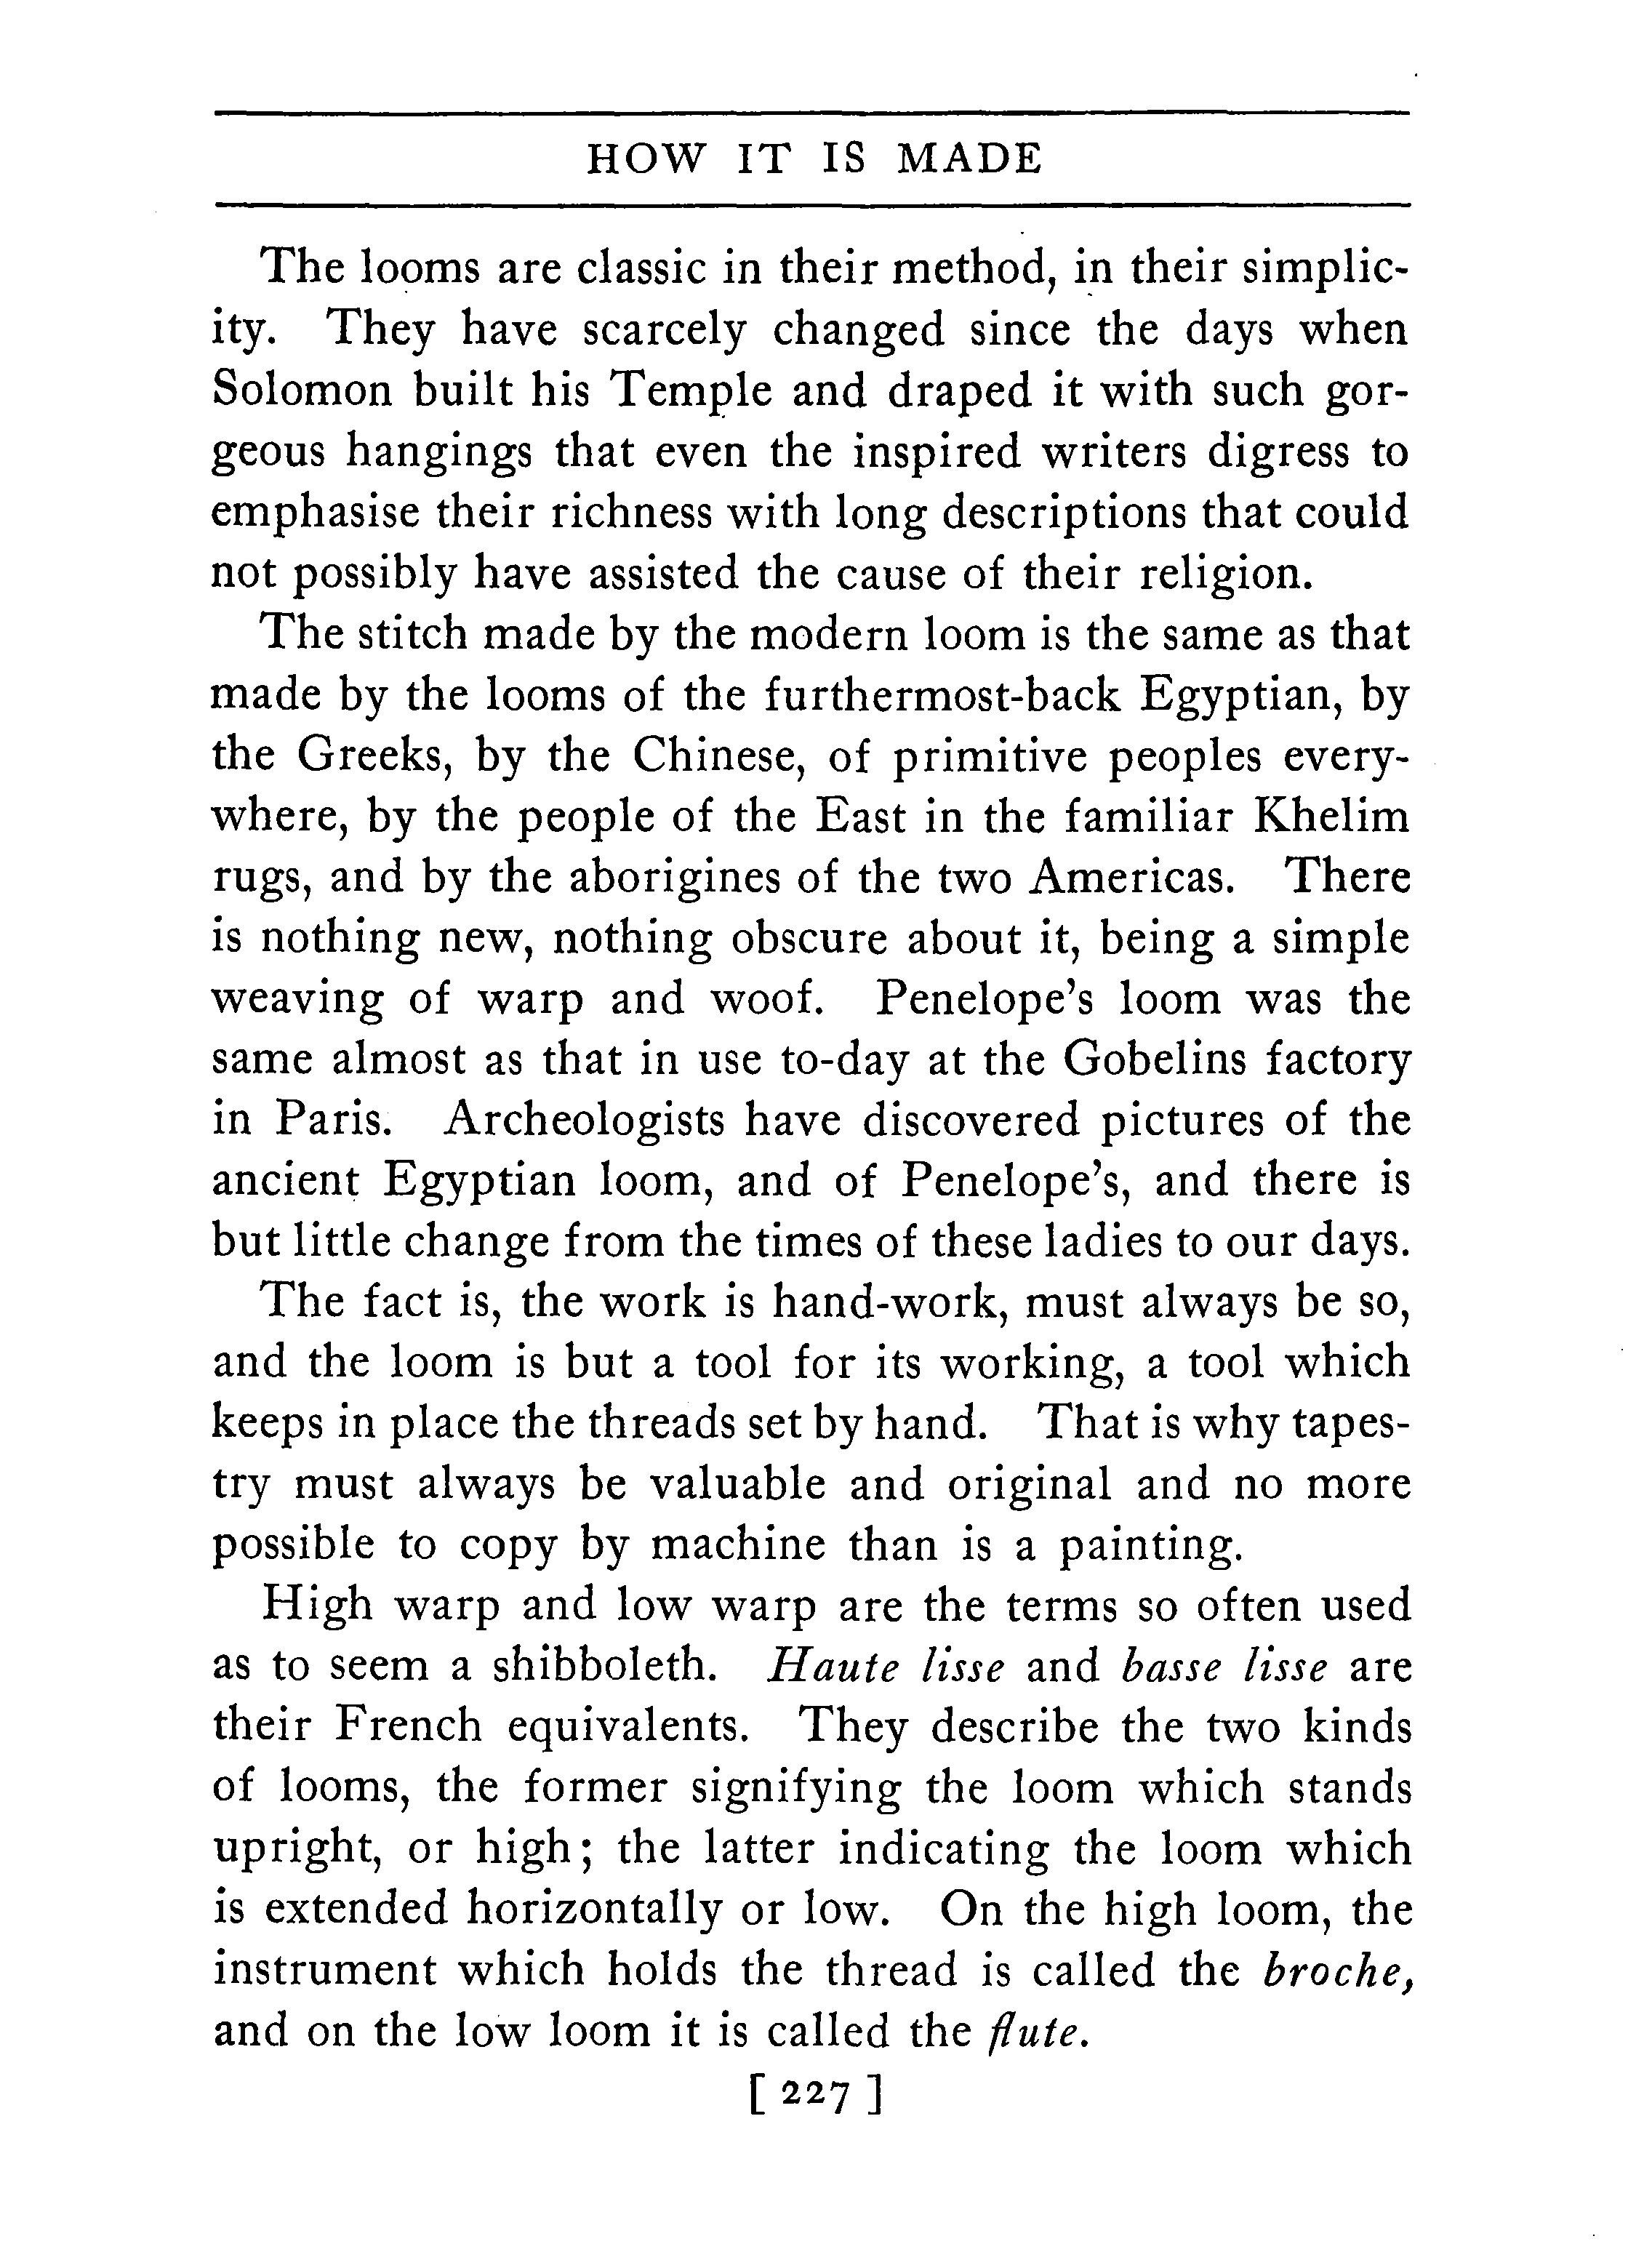 HOW IT IS MADE
The looms are classic in their method, in their simplic-
ity. They have scarcely changed since the days when
Solomon built his Temple and draped it with such gor-
geous hangings that even the inspired writers digress to
emphasise their richness with long descriptions that could
not possibly have assisted the cause of their religion.
The stitch made by the modern loom is the same as that
made by the looms of the furthermost-back Egyptian, by
the Greeks, by the Chinese, of primitive peoples every-
where, by the people of the East in the familiar Khelim
rugs, and by the aborigines of the two Americas. There
is nothing new, nothing obscure about it, being a simple
weaving of warp and woof. Penelope's loom was the
same almost as that in use to-day at the Gobelins factory
in Paris. Archeologists have discovered pictures of the
ancient Egyptian loom, and of Penelope's, and there is
but little change from the times of these ladies to our days.
The fact is, the work is hand-work, must always be so,
and the loom is but a tool for its working, a tool which
keeps in place the threads set by hand. That is why tapes-
try must always be valuable and original and no more
possible to copy by machine than is a painting.
High warp and low warp are the terms so often used
as to seem a shibboleth. Haute lisse and basse lisse are
their French equivalents. They describe the two kinds
of looms, the former signifying the loom which stands
upright, or high; the latter indicating the loom which
is extended horizontally or low. On the high loom, the
instrument which holds the thread is called the broche,
and on the low loom it is called the flute.
[ 227 ]